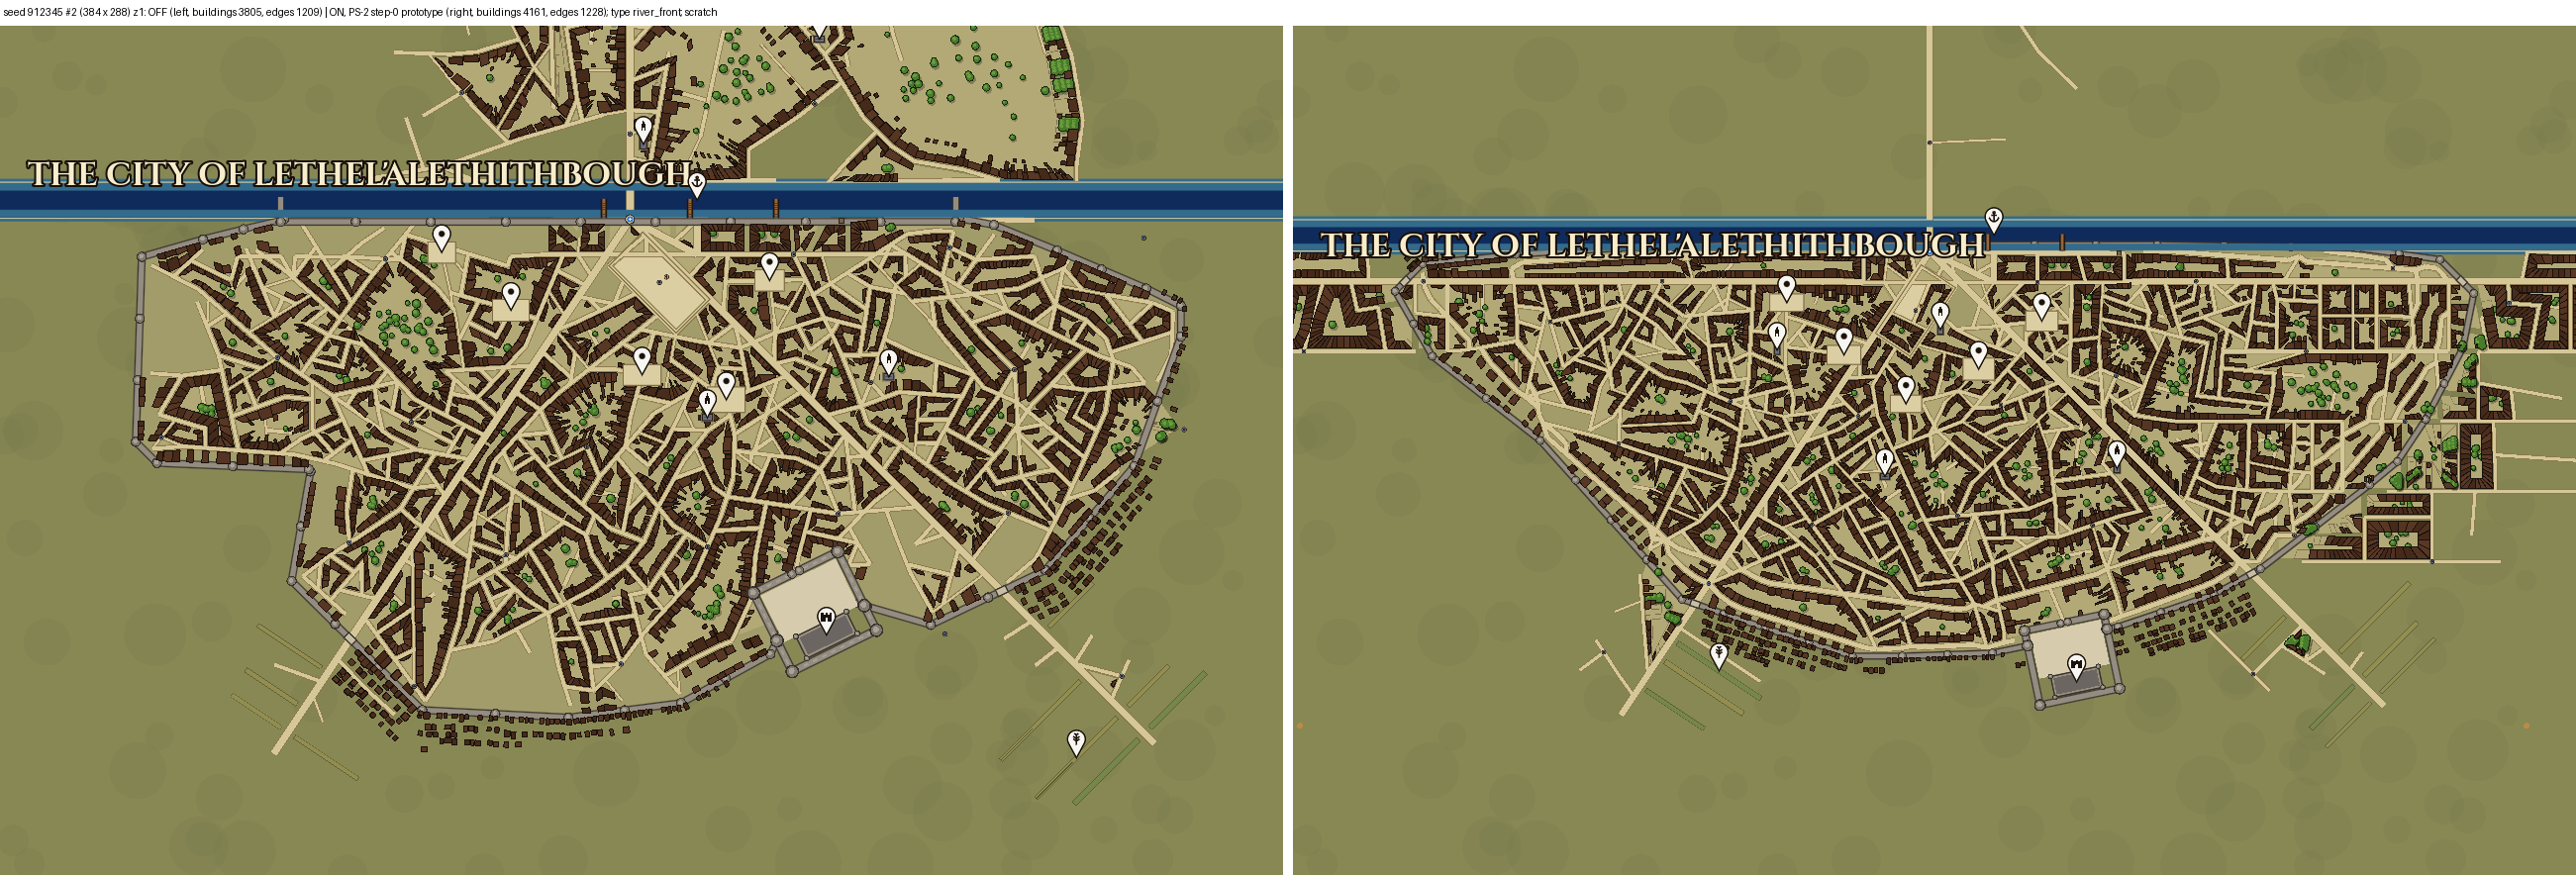 seed 912345 #2 (384 x 288) z1: OFF (left, buildings 3805, edges 1209) | ON, PS-2 step-0 prototype (right, buildings 4161, edges 1228); type river_front; scratch
THE CITY OF LETHEL'ALETHITHBOUGH
THE CITY OF LETHEL'ALETHITHBOUGH